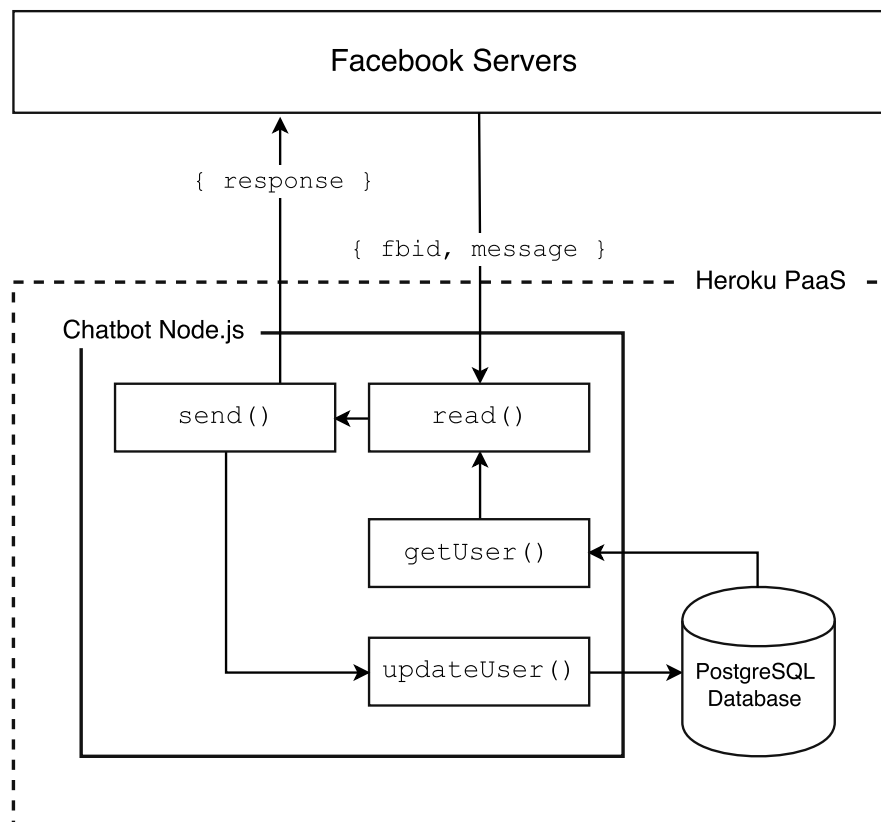 Facebook Servers
{ response }
{ fbid, message }
Heroku PaaS
Chatbot Node.js
send()
read()
getUser()
updateUser()
PostgreSQL
Database